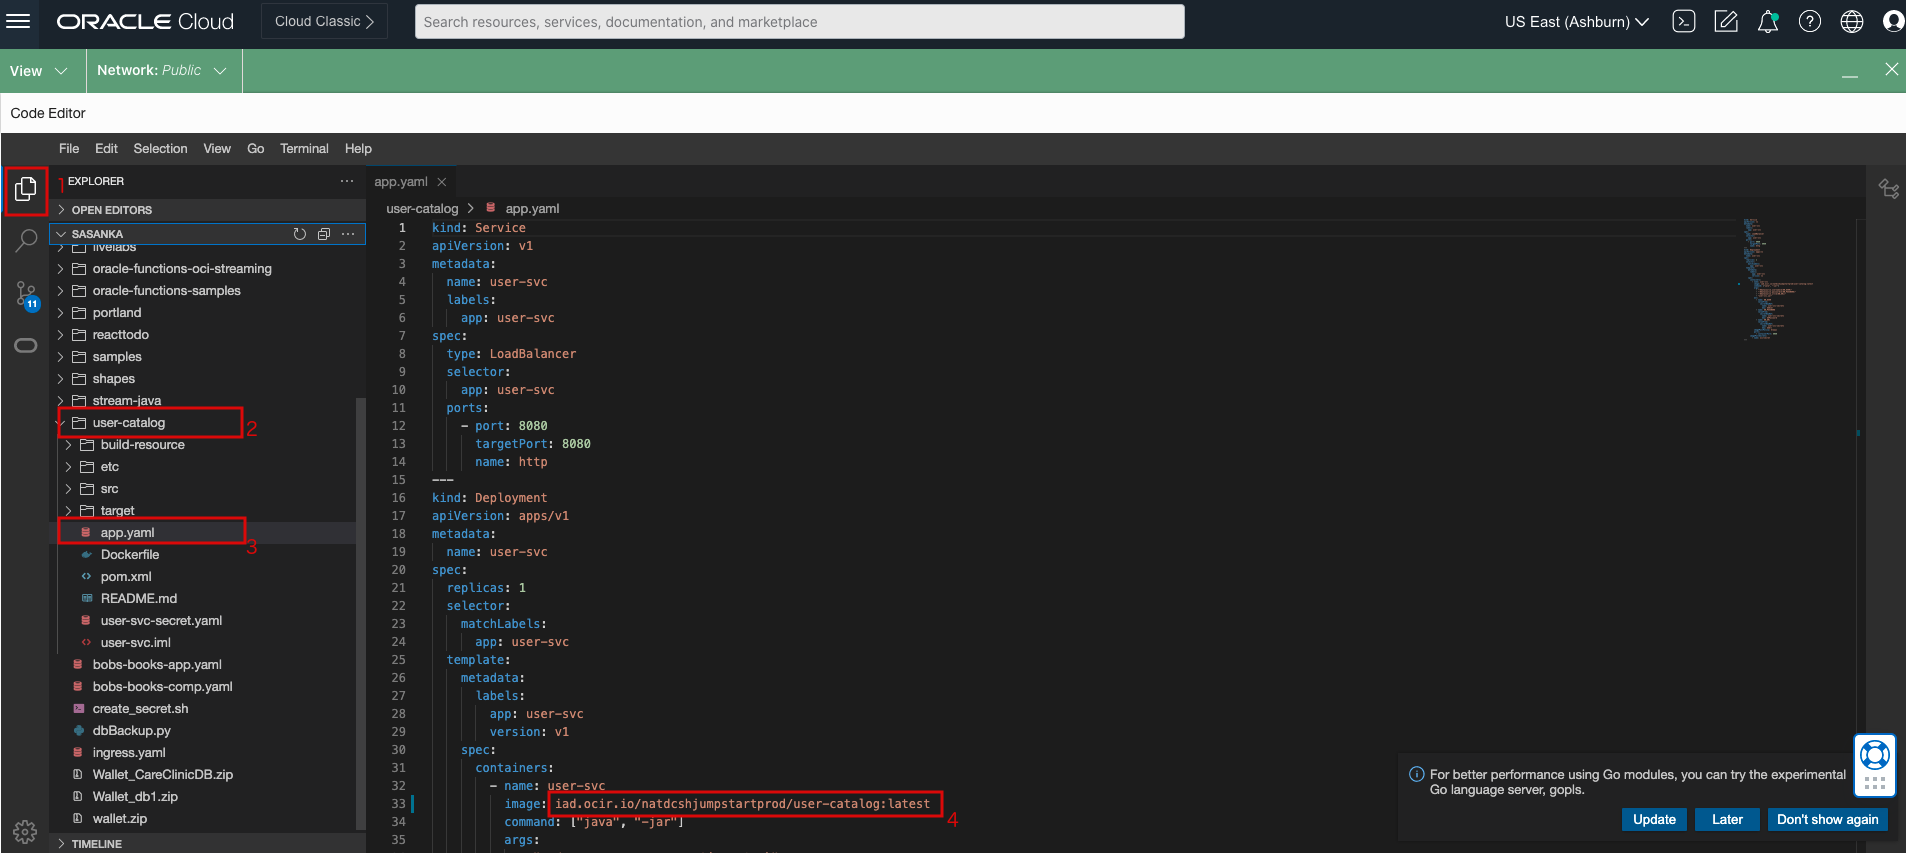 ORACLE Cloud
Cloud Classic
Search resources, services, documentation, and marketplace
US East (Ashburn)
View
Network: Public
Code Editor
File Edit Selection View Go Terminal Help
1
EXPLORER
OPEN EDITORS
SASANKA
livelabs
oracle-functions-oci-streaming
oracle-functions-samples
portland
reacttodo
samples
shapes
stream-java
user-catalog
2
build-resource
etc
src
target
app.yaml
3
Dockerfile
pom.xml
README.md
user-svc-secret.yaml
user-svc.iml
bobs-books-app.yaml
bobs-books-comp.yaml
create_secret.sh
dbBackup.py
ingress.yaml
Wallet_CareClinicDB.zip
Wallet_db1.zip
wallet.zip
TIMELINE
11
app.yaml
user-catalog > app.yaml
1 kind: Service
2 apiVersion: v1
3 metadata:
4 name: user-svc
5 labels:
6 app: user-svc
7 spec:
8 type: LoadBalancer
9 selector:
10 app: user-svc
11 ports:
12 - port: 8080
13 targetPort: 8080
14 name: http
15 ---
16 kind: Deployment
17 apiVersion: apps/v1
18 metadata:
19 name: user-svc
20 spec:
21 replicas: 1
22 selector:
23 matchLabels:
24 app: user-svc
25 template:
26 metadata:
27 labels:
28 app: user-svc
29 version: v1
30 spec:
31 containers:
32 - name: user-svc
33 image: iad.ocir.io/natdcshjumpstartprod/user-catalog:latest
4
34 command: ["java", "-jar"]
35 args:
For better performance using Go modules, you can try the experimental
Go language server, gopls.
Update
Later
Don't show again